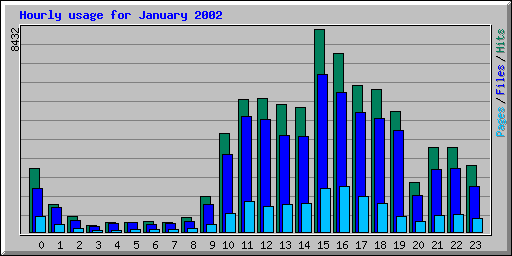 Hourly usage for January 2002
8432
Pages/Files/Hits
0 1 2 3 4 5 6 7 8 9 10 11 12 13 14 15 16 17 18 19 20 21 22 23